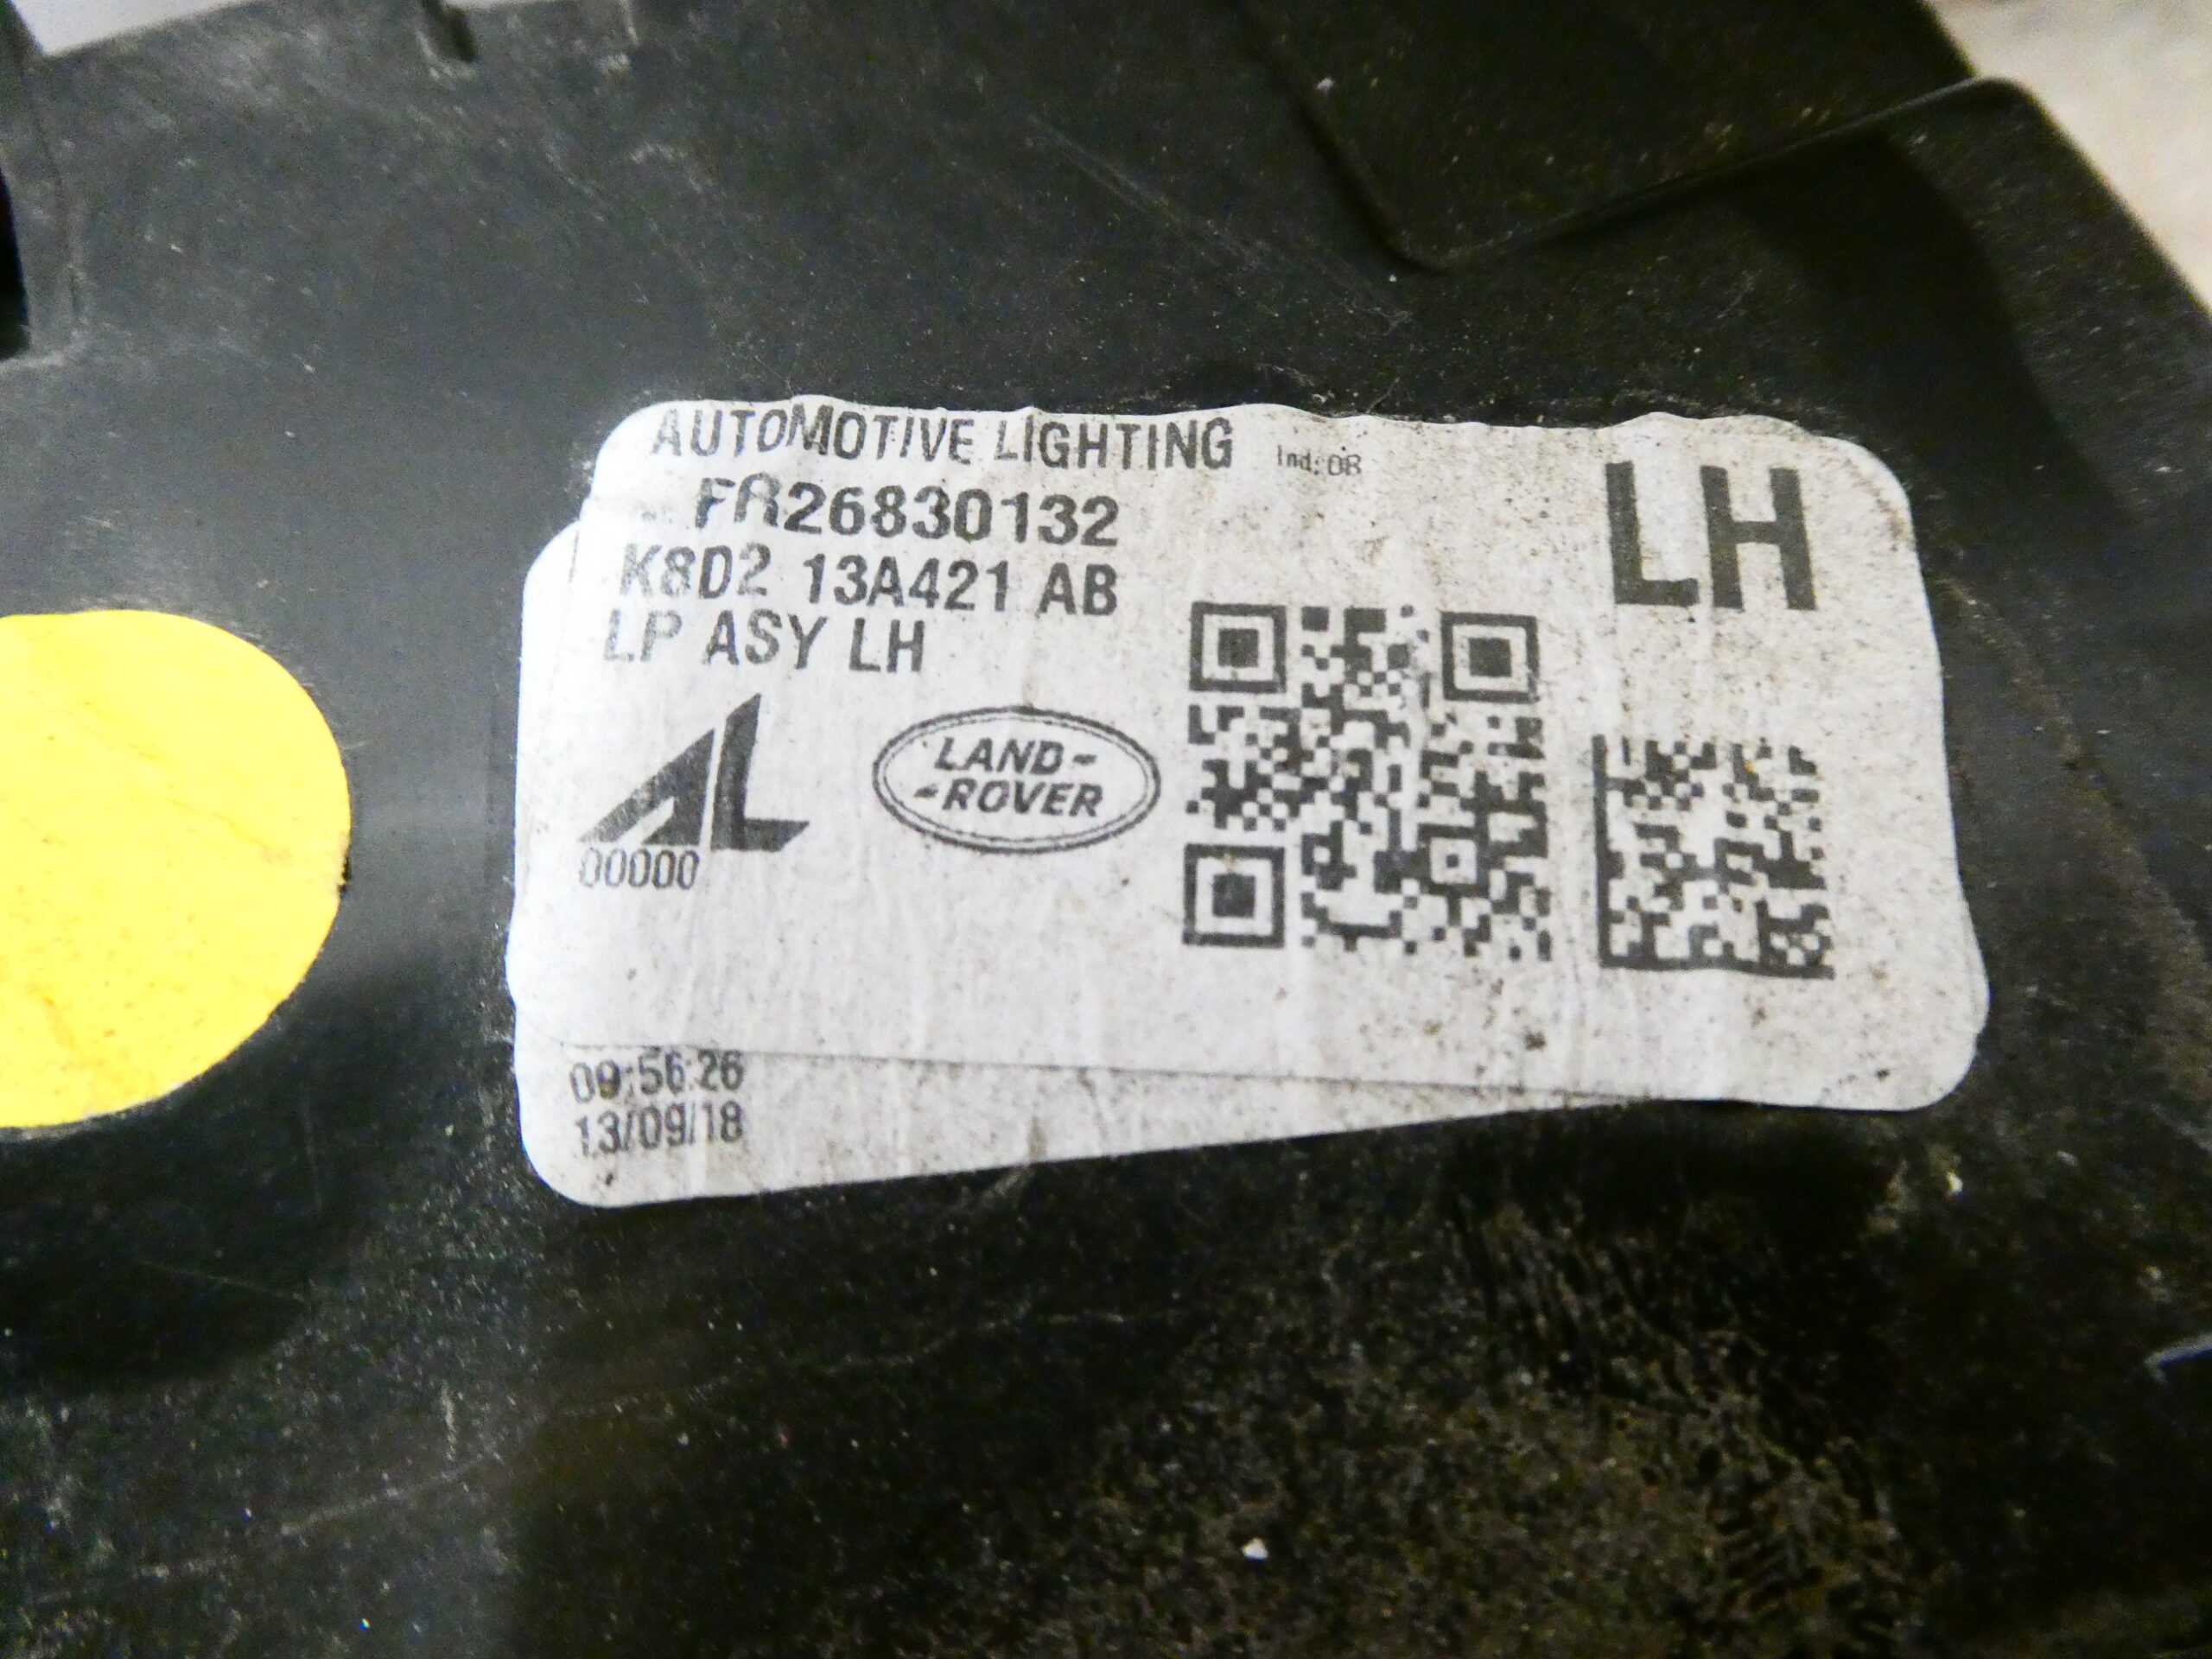 AUTOMOTIVE LIGHTING Ind: 0B
FR26830132
LH
K8D2 13A421 AB
LP ASY LH
AL
LAND-
-ROVER
00000
09:56:26
13/09/18